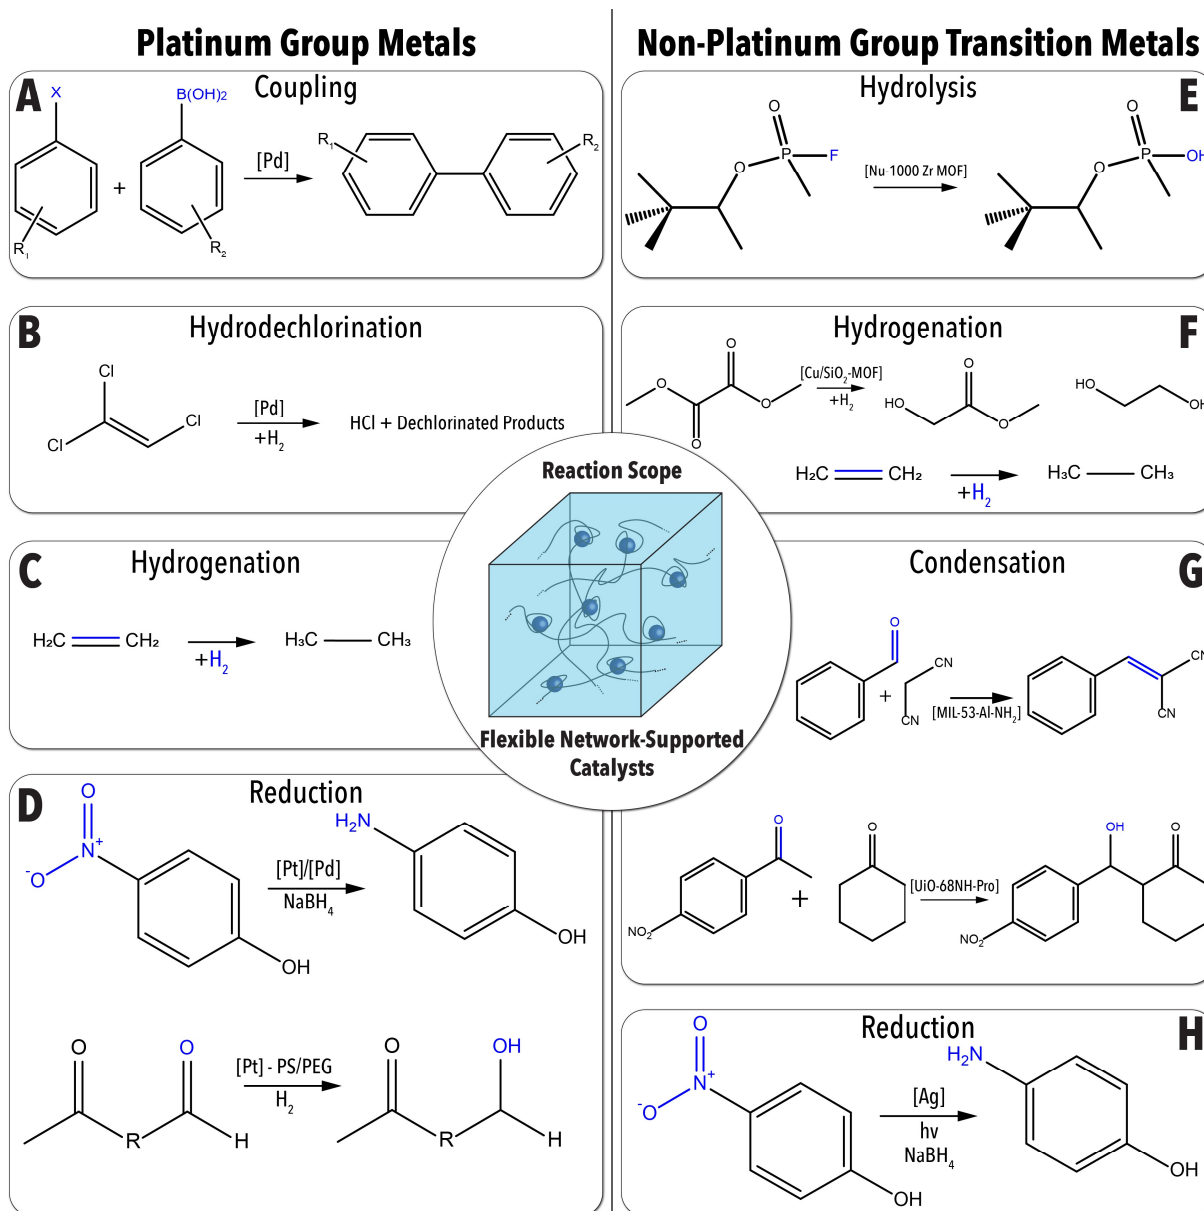 Platinum Group Metals
Non-Platinum Group Transition Metals
A
Coupling
X
B(OH)₂
+
R₁
R₂
[Pd]
R₁
R₂
B
Hydrodechlorination
Cl
Cl
Cl
[Pd]
+H₂
HCl + Dechlorinated Products
C
Hydrogenation
H₂C
CH₂
+H₂
H₃C
CH₃
D
Reduction
O
N⁺
⁻O
OH
[Pt]/[Pd]
NaBH₄
H₂N
OH
O
O
R
H
[Pt] - PS/PEG
H₂
O
OH
R
H
Reaction Scope
Flexible Network-Supported
Catalysts
E
Hydrolysis
O
P
F
O
[Nu 1000 Zr MOF]
O
P
OH
O
F
Hydrogenation
O
O
O
O
[Cu/SiO₂-MOF]
+H₂
O
HO
O
HO
OH
H₂C
CH₂
+H₂
H₃C
CH₃
G
Condensation
O
+
CN
CN
[MIL-53-Al-NH₂]
CN
CN
O
NO₂
+
O
[UiO-68NH-Pro]
OH
O
NO₂
H
Reduction
O
N⁺
⁻O
OH
[Ag]
hv
NaBH₄
H₂N
OH